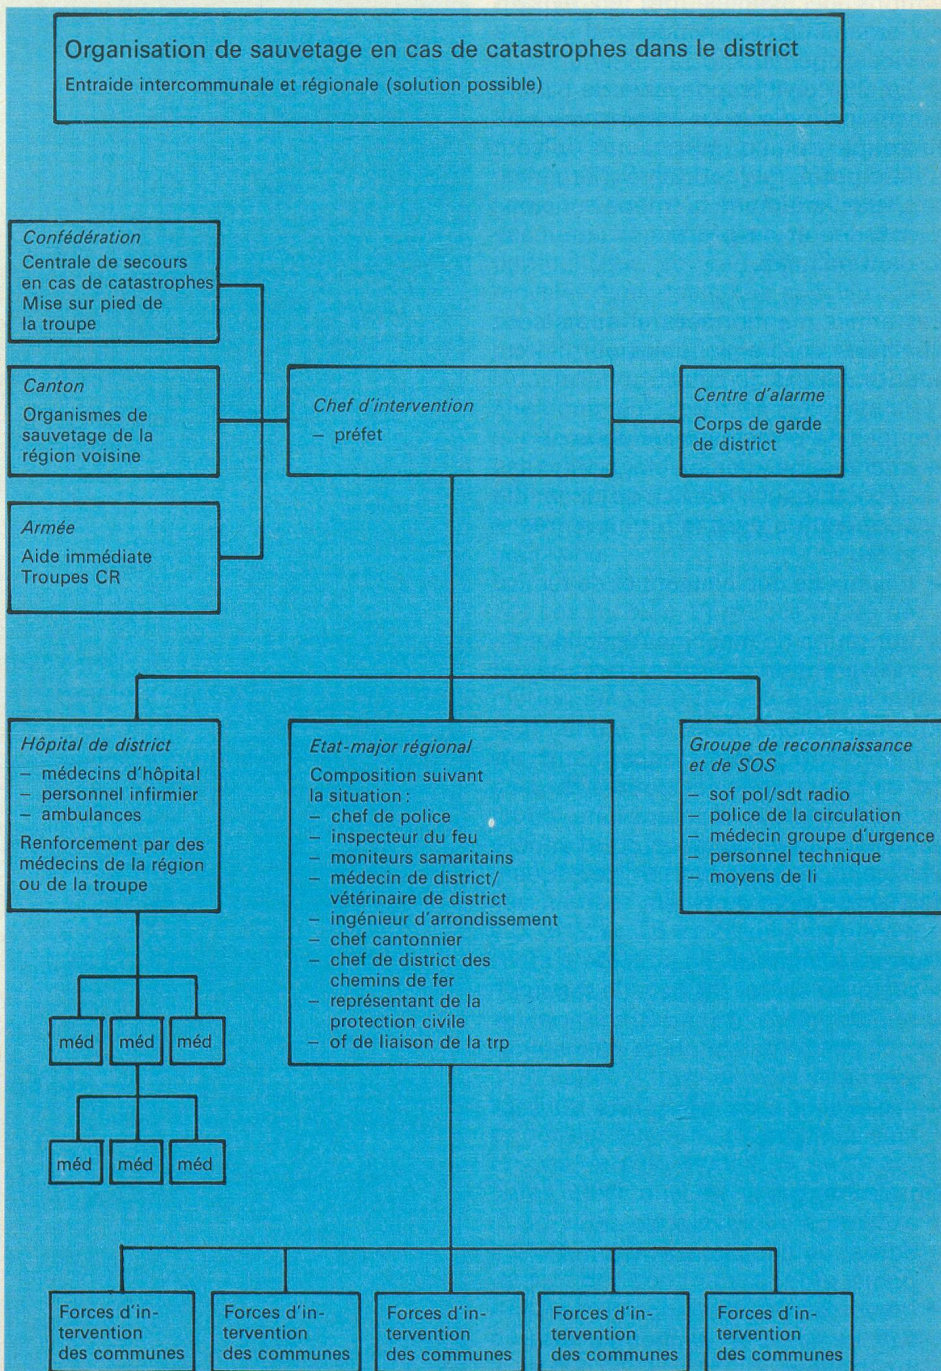 Organisation de sauvetage en cas de catastrophes dans le district
Entraide intercommunale et régionale (solution possible)
Confédération
Centrale de secours
en cas de catastrophes
Mise sur pied de
la troupe
Canton
Organismes de
sauvetage de la
région voisine
Armée
Aide immédiate
Troupes CR
Chef d'intervention
– préfet
Centre d'alarme
Corps de garde
de district
Hôpital de district
– médecins d'hôpital
– personnel infirmier
– ambulances
Renforcement par des
médecins de la région
ou de la troupe
méd méd méd
méd méd méd
Etat-major régional
Composition suivant
la situation :
– chef de police
– inspecteur du feu
– moniteurs samaritains
– médecin de district/
vétérinaire de district
– ingénieur d'arrondissement
– chef cantonnier
– chef de district des
chemins de fer
– représentant de la
protection civile
– of de liaison de la trp
Groupe de reconnaissance
et de SOS
– sof pol/sdt radio
– police de la circulation
– médecin groupe d'urgence
– personnel technique
– moyens de li
Forces d'in-
tervention
des communes
Forces d'in-
tervention
des communes
Forces d'in-
tervention
des communes
Forces d'in-
tervention
des communes
Forces d'in-
tervention
des communes